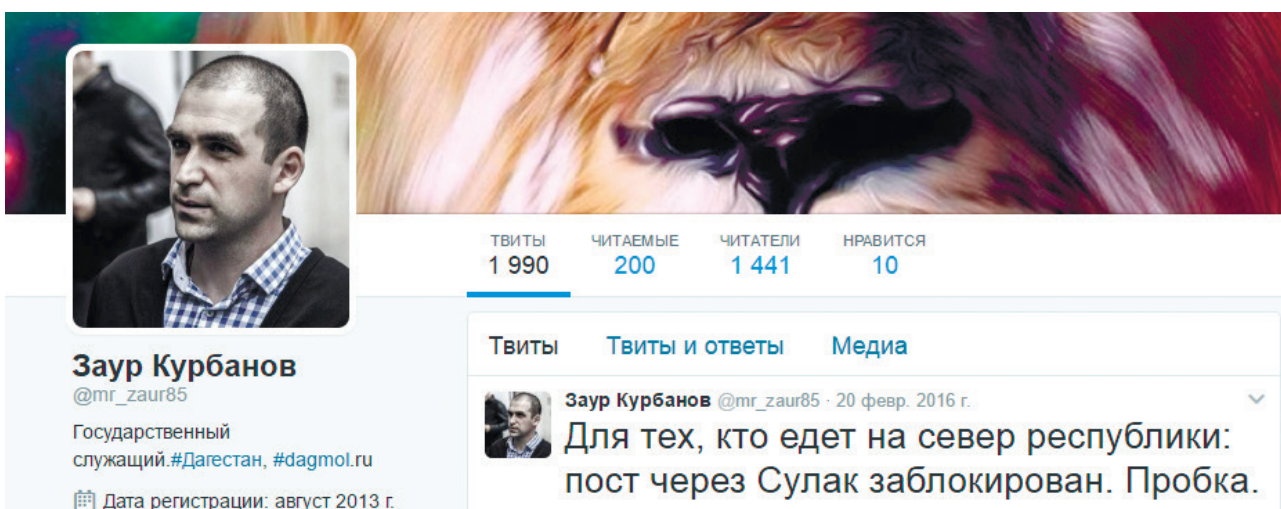 ТВИТЫ ЧИТАЕМЫЕ ЧИТАТЕЛИ НРАВИТСЯ
1 990 200 1 441 10
Заур Курбанов
@mr_zaur85
Государственный
служащий.#Дагестан, #dagmol.ru
Дата регистрации: август 2013 г.
Твиты Твиты и ответы Медиа
Заур Курбанов @mr_zaur85 · 20 февр. 2016 г.
Для тех, кто едет на север республики:
пост через Сулак заблокирован. Пробка.